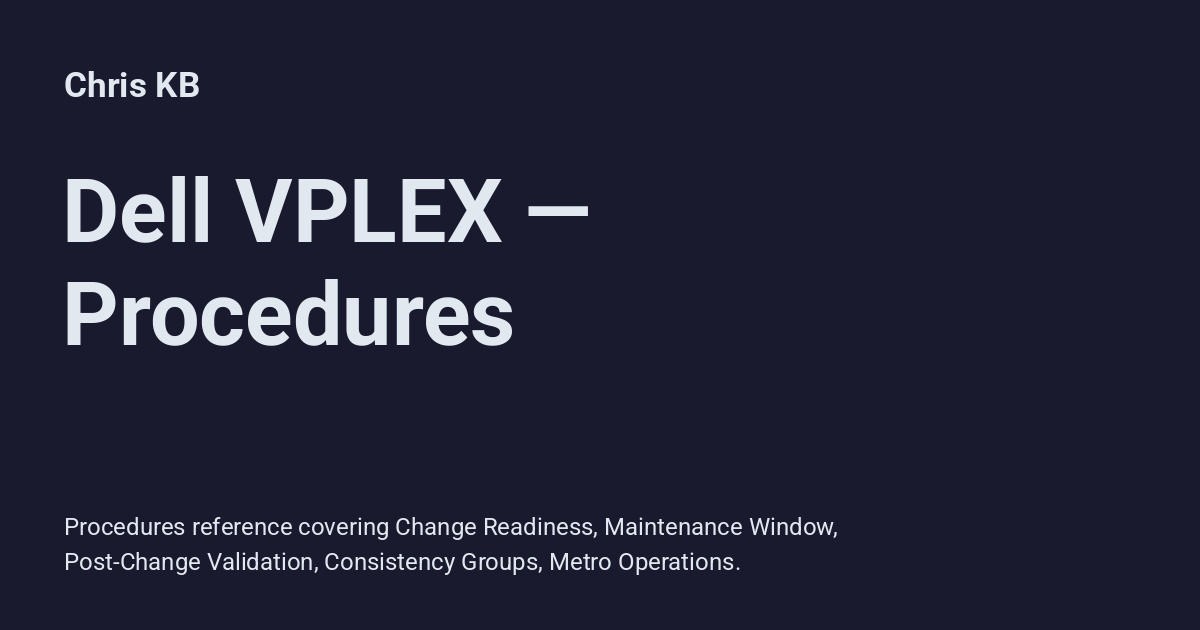 Chris KB
Dell VPLEX —
Procedures
Procedures reference covering Change Readiness, Maintenance Window,
Post-Change Validation, Consistency Groups, Metro Operations.